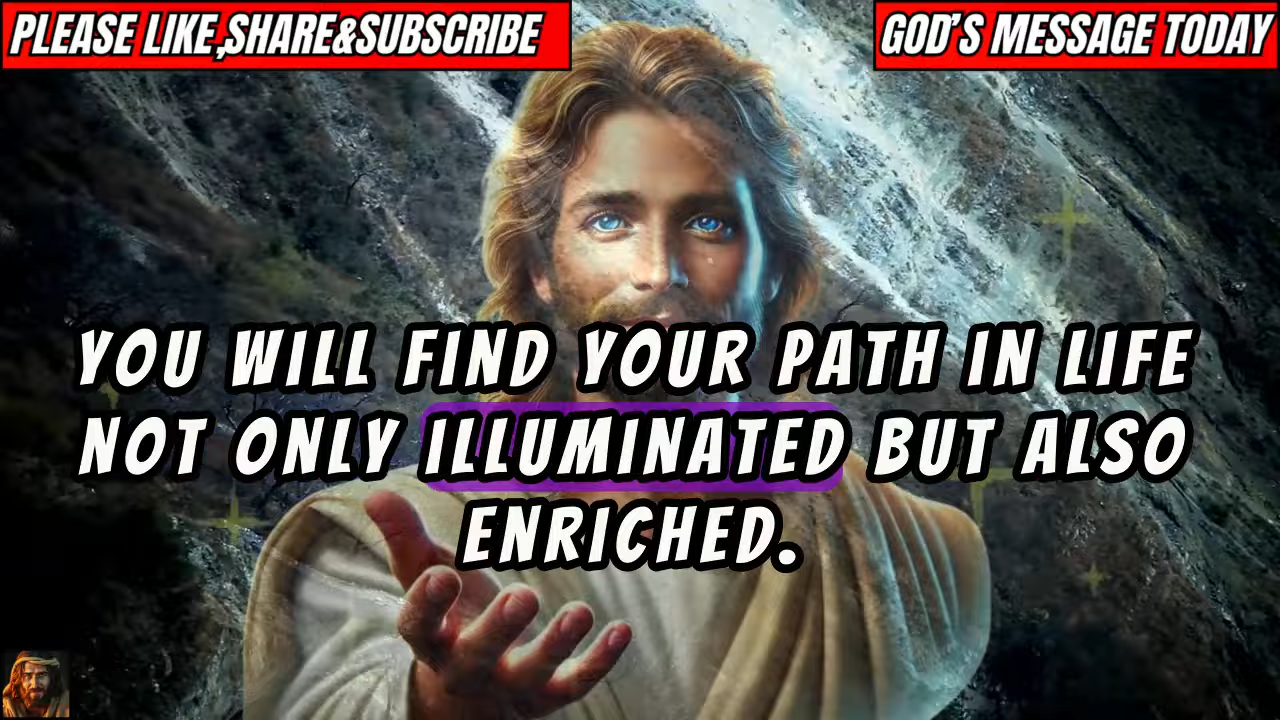 PLEASE LIKE,SHARE&SUBSCRIBE
GOD'S MESSAGE TODAY
YOU WILL FIND YOUR PATH IN LIFE
NOT ONLY ILLUMINATED BUT ALSO
ENRICHED.